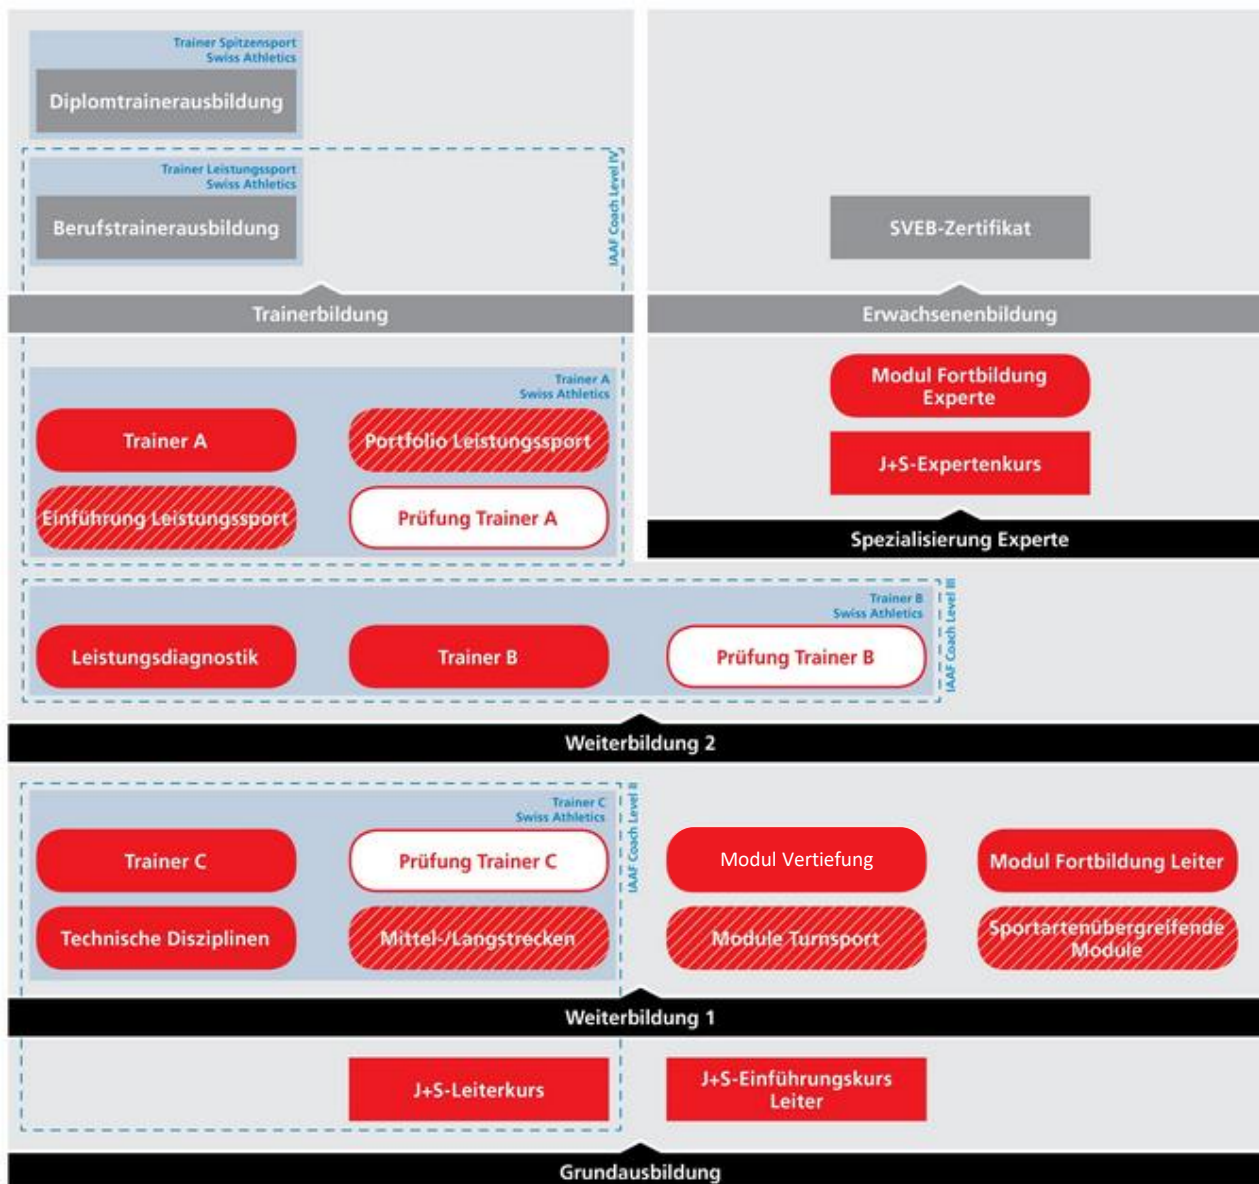 Trainer Spitzensport
Swiss Athletics
Diplomtrainerausbildung
Trainer Leistungssport
Swiss Athletics
Berufstrainerausbildung
IAAF Coach Level IV
SVEB-Zertifikat
Trainerbildung
Erwachsenenbildung
Trainer A
Swiss Athletics
Modul Fortbildung
Experte
Trainer A
Portfolio Leistungssport
J+S-Expertenkurs
Einführung Leistungssport
Prüfung Trainer A
Spezialisierung Experte
Trainer B
Swiss Athletics
IAAF Coach Level III
Leistungsdiagnostik
Trainer B
Prüfung Trainer B
Weiterbildung 2
Trainer C
Swiss Athletics
IAAF Coach Level II
Trainer C
Prüfung Trainer C
Modul Vertiefung
Modul Fortbildung Leiter
Technische Disziplinen
Mittel-/Langstrecken
Module Turnsport
Sportartenübergreifende
Module
Weiterbildung 1
J+S-Leiterkurs
J+S-Einführungskurs
Leiter
Grundausbildung